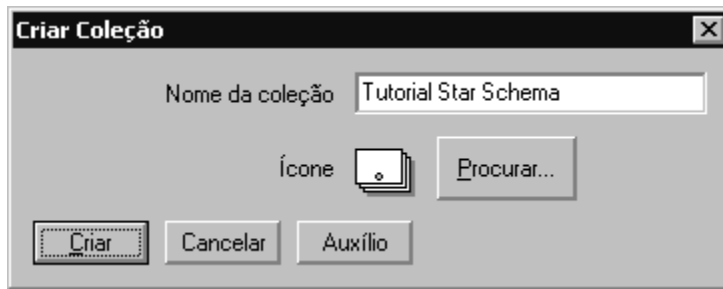 Criar Coleção
Nome da coleção Tutorial Star Schema
Ícone Procurar...
Criar Cancelar Auxílio